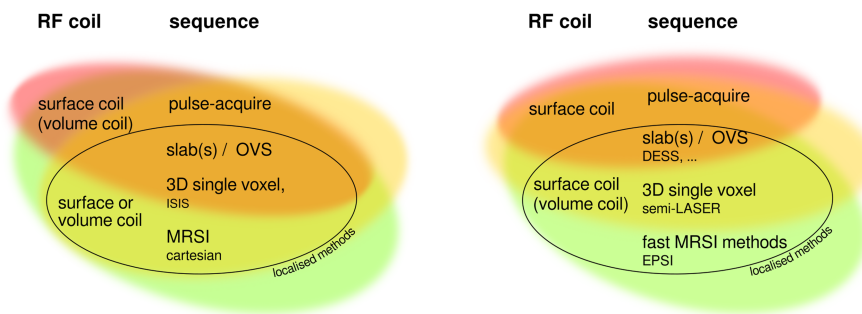 RF coil sequence
surface coil
(volume coil)
pulse-acquire
slab(s) / OVS
3D single voxel,
ISIS
surface or
volume coil
MRSI
cartesian
localised methods
RF coil sequence
surface coil
pulse-acquire
slab(s) / OVS
DESS, ...
surface coil
(volume coil)
3D single voxel
semi-LASER
fast MRSI methods
EPSI
localised methods